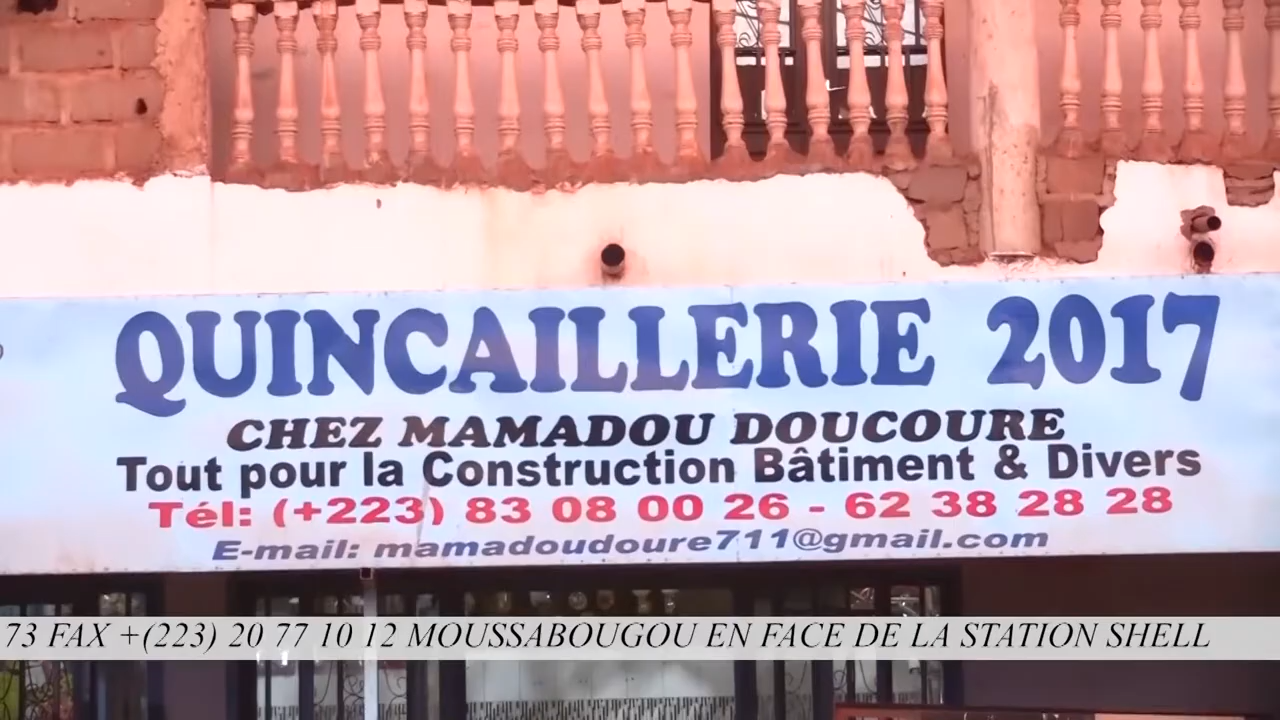 QUINCAILLERIE 2017
CHEZ MAMADOU DOUCOURE
Tout pour la Construction Bâtiment & Divers
Tél: (+223) 83 08 00 26 - 62 38 28 28
E-mail: mamadoudoure711@gmail.com
73 FAX +(223) 20 77 10 12 MOUSSABOUGOU EN FACE DE LA STATION SHELL